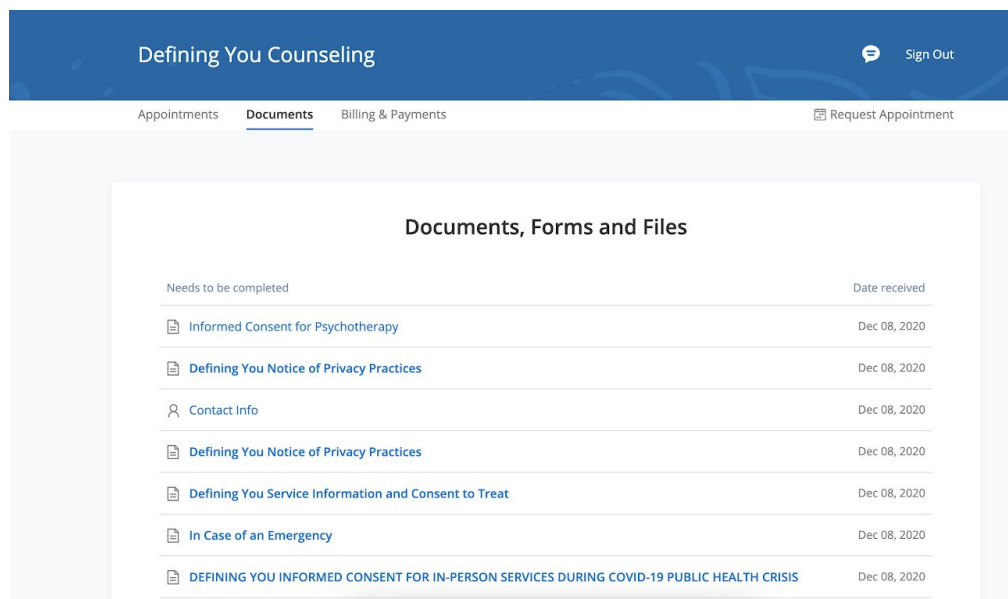 Defining You Counseling
Sign Out
Appointments Documents Billing & Payments Request Appointment
Documents, Forms and Files
Needs to be completed Date received
Informed Consent for Psychotherapy Dec 08, 2020
Defining You Notice of Privacy Practices Dec 08, 2020
Contact Info Dec 08, 2020
Defining You Notice of Privacy Practices Dec 08, 2020
Defining You Service Information and Consent to Treat Dec 08, 2020
In Case of an Emergency Dec 08, 2020
DEFINING YOU INFORMED CONSENT FOR IN-PERSON SERVICES DURING COVID-19 PUBLIC HEALTH CRISIS Dec 08, 2020